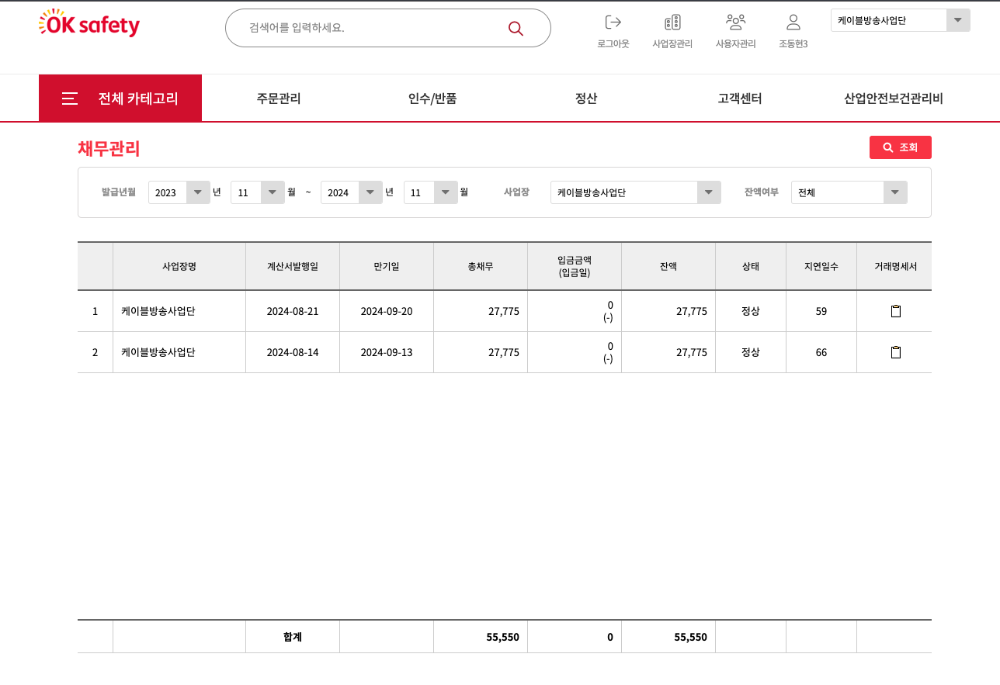 OK safety
검색어를 입력하세요.
로그아웃
사업장관리
사용자관리
조동현3
케이블방송사업단
전체 카테고리
주문관리
인수/반품
정산
고객센터
산업안전보건관리비
채무관리
조회
발급년월 2023 년 11 월 ~ 2024 년 11 월 사업장 케이블방송사업단 잔액여부 전체
사업장명 계산서발행일 만기일 총채무 입금금액 잔액 상태 지연일수 거래명세서
(입금일)
1 케이블방송사업단 2024-08-21 2024-09-20 27,775 0 27,775 정상 59
(-)
2 케이블방송사업단 2024-08-14 2024-09-13 27,775 0 27,775 정상 66
(-)
합계 55,550 0 55,550